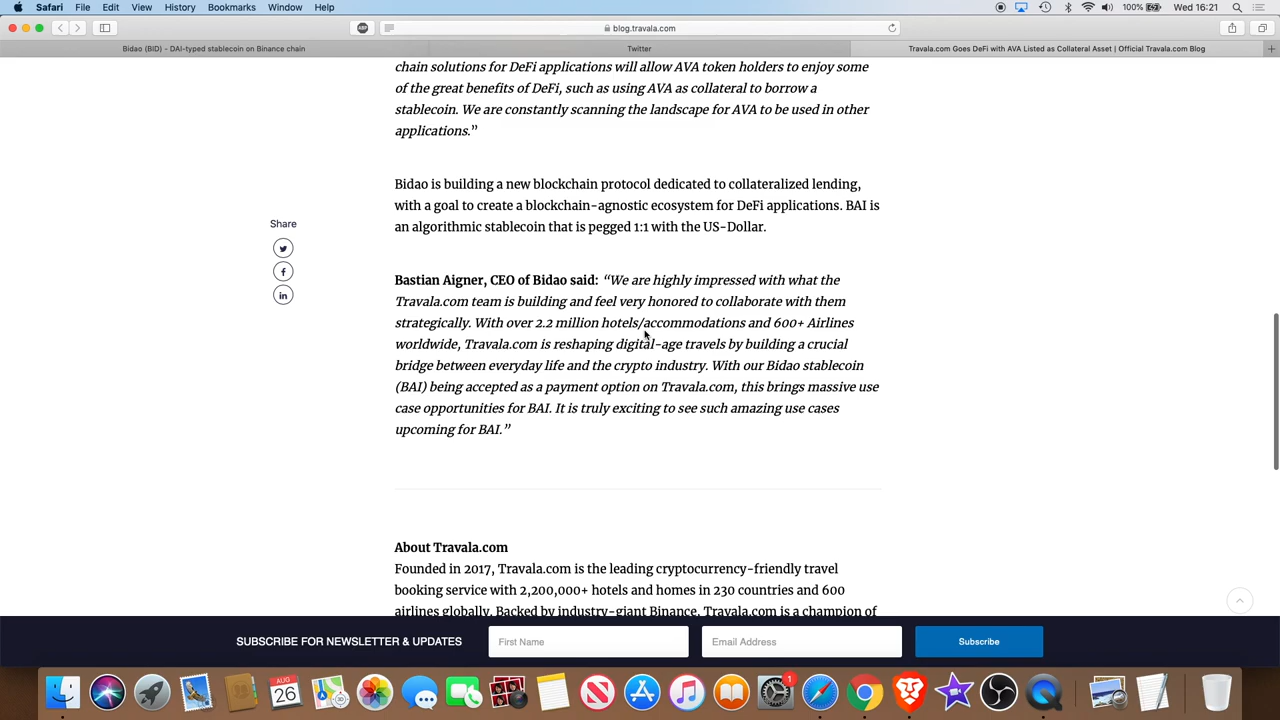 Safari File Edit View History Bookmarks Window Help 100% Wed 16:21
ABP blog.travala.com
Bidao (BID) - DAI-typed stablecoin on Binance chain Twitter Travala.com Goes DeFi with AVA Listed as Collateral Asset | Official Travala.com Blog
chain solutions for DeFi applications will allow AVA token holders to enjoy some
of the great benefits of DeFi, such as using AVA as collateral to borrow a
stablecoin. We are constantly scanning the landscape for AVA to be used in other
applications.”
Bidao is building a new blockchain protocol dedicated to collateralized lending,
with a goal to create a blockchain-agnostic ecosystem for DeFi applications. BAI is
an algorithmic stablecoin that is pegged 1:1 with the US-Dollar.
Share
Bastian Aigner, CEO of Bidao said: “We are highly impressed with what the
Travala.com team is building and feel very honored to collaborate with them
strategically. With over 2.2 million hotels/accommodations and 600+ Airlines
worldwide, Travala.com is reshaping digital-age travels by building a crucial
bridge between everyday life and the crypto industry. With our Bidao stablecoin
(BAI) being accepted as a payment option on Travala.com, this brings massive use
case opportunities for BAI. It is truly exciting to see such amazing use cases
upcoming for BAI.”
About Travala.com
Founded in 2017, Travala.com is the leading cryptocurrency-friendly travel
booking service with 2,200,000+ hotels and homes in 230 countries and 600
airlines globally. Backed by industry-giant Binance, Travala.com is a champion of
SUBSCRIBE FOR NEWSLETTER & UPDATES First Name Email Address Subscribe
AUG
26
1